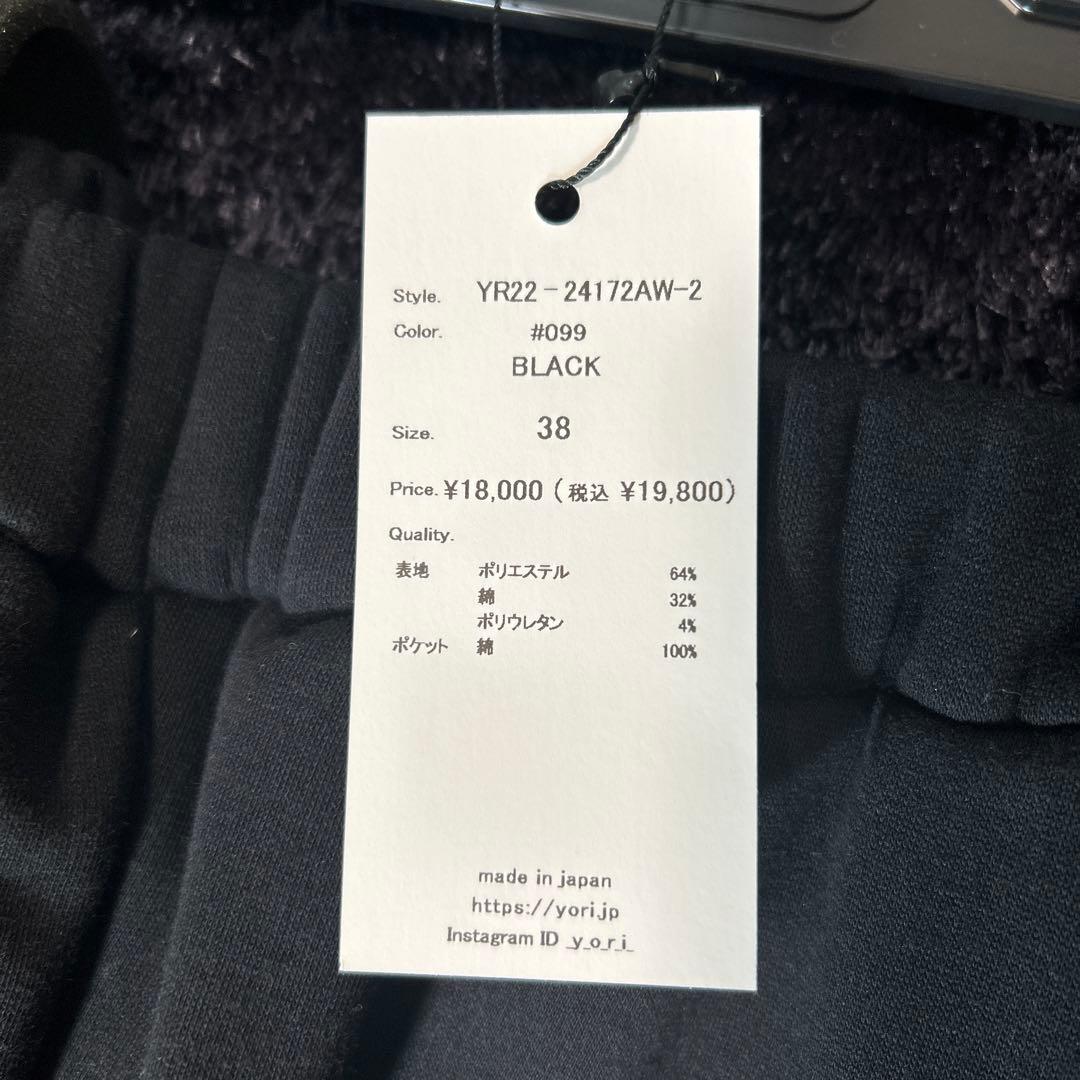 Style. YR22-24172AW-2
Color. #099
BLACK
Size. 38
Price. ¥18,000 (税込 ¥19,800)
Quality.
表地 ポリエステル 64%
綿 32%
ポリウレタン 4%
ポケット 綿 100%
made in japan
https://yori.jp
Instagram ID _y_o_r_i_